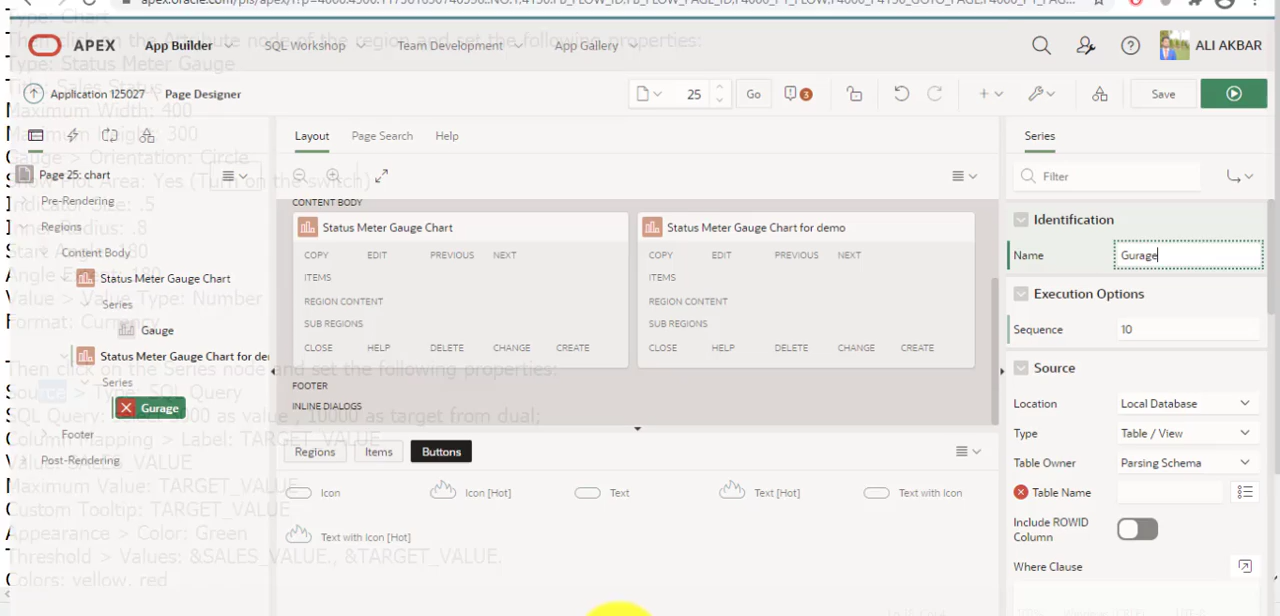 apex.oracle.com/pls/apex/f?p=4000:4500:
APEX
App Builder
SQL Workshop
Team Development
App Gallery
ALI AKBAR
Application 125027
Page Designer
25
Go
3
Save
Layout
Page Search
Help
Page 25: chart
Pre-Rendering
Regions
Content Body
Status Meter Gauge Chart
Series
Gauge
Status Meter Gauge Chart for der
Series
Gurage
Footer
Post-Rendering
Type: Chart
Then click on the Attribute node of the region and set the following properties:
Type: Status Meter Gauge
Title: Sales Status
Maximum Width: 400
Maximum Height: 300
Gauge > Orientation: Circle
Show Plot Area: Yes (Turn on the switch)
Indicator Size: .5
Inner Radius: .8
Start Angle: 180
Angle Extent: 180
Value > Value Type: Number
Format: Currency
Then click on the Series node and set the following properties:
Source > Type: SQL Query
SQL Query: as value , 10000 as target from dual;
Column Mapping > Label: TARGET_VALUE
Value: SALES_VALUE
Maximum Value: TARGET_VALUE
Custom Tooltip: TARGET_VALUE
Appearance > Color: Green
Threshold > Values: &SALES_VALUE., &TARGET_VALUE.
Colors: yellow, red
CONTENT BODY
Status Meter Gauge Chart
COPY EDIT PREVIOUS NEXT
ITEMS
REGION CONTENT
SUB REGIONS
CLOSE HELP DELETE CHANGE CREATE
Status Meter Gauge Chart for demo
COPY EDIT PREVIOUS NEXT
ITEMS
REGION CONTENT
SUB REGIONS
CLOSE HELP DELETE CHANGE CREATE
FOOTER
INLINE DIALOGS
Regions
Items
Buttons
Icon
Icon [Hot]
Text
Text [Hot]
Text with Icon
Text with Icon [Hot]
Series
Filter
Identification
Name
Gurage
Execution Options
Sequence
10
Source
Location
Local Database
Type
Table / View
Table Owner
Parsing Schema
Table Name
Include ROWID
Column
Where Clause